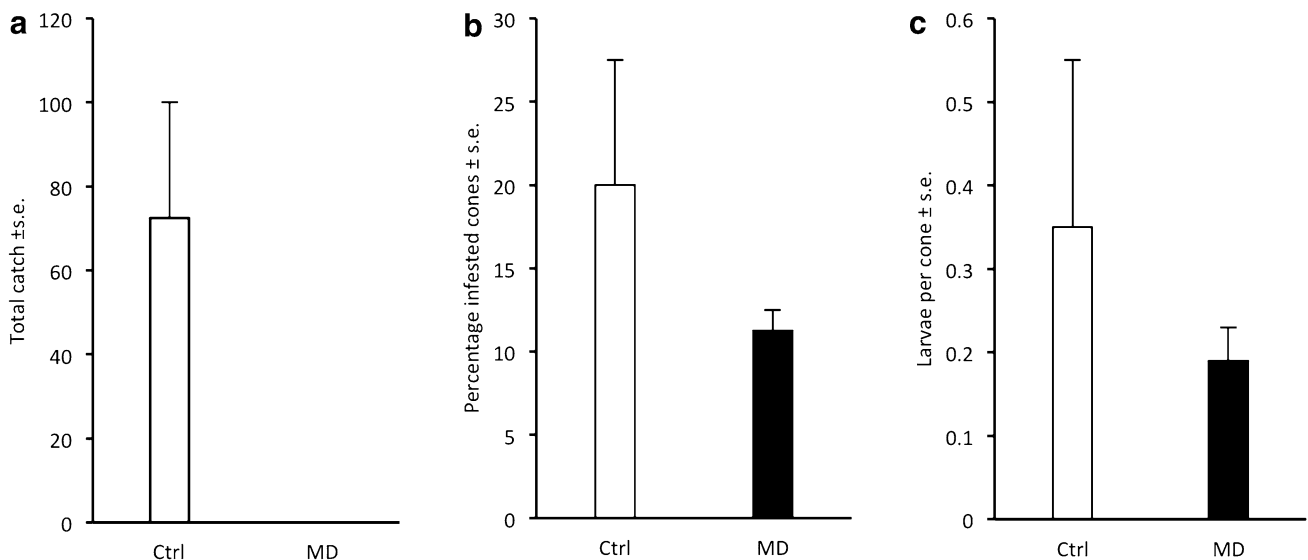 a
Total catch ±s.e.
120
100
80
60
40
20
0
Ctrl
MD
b
Percentage infested cones ± s.e.
30
25
20
15
10
5
0
Ctrl
MD
c
Larvae per cone ± s.e.
0.6
0.5
0.4
0.3
0.2
0.1
0
Ctrl
MD